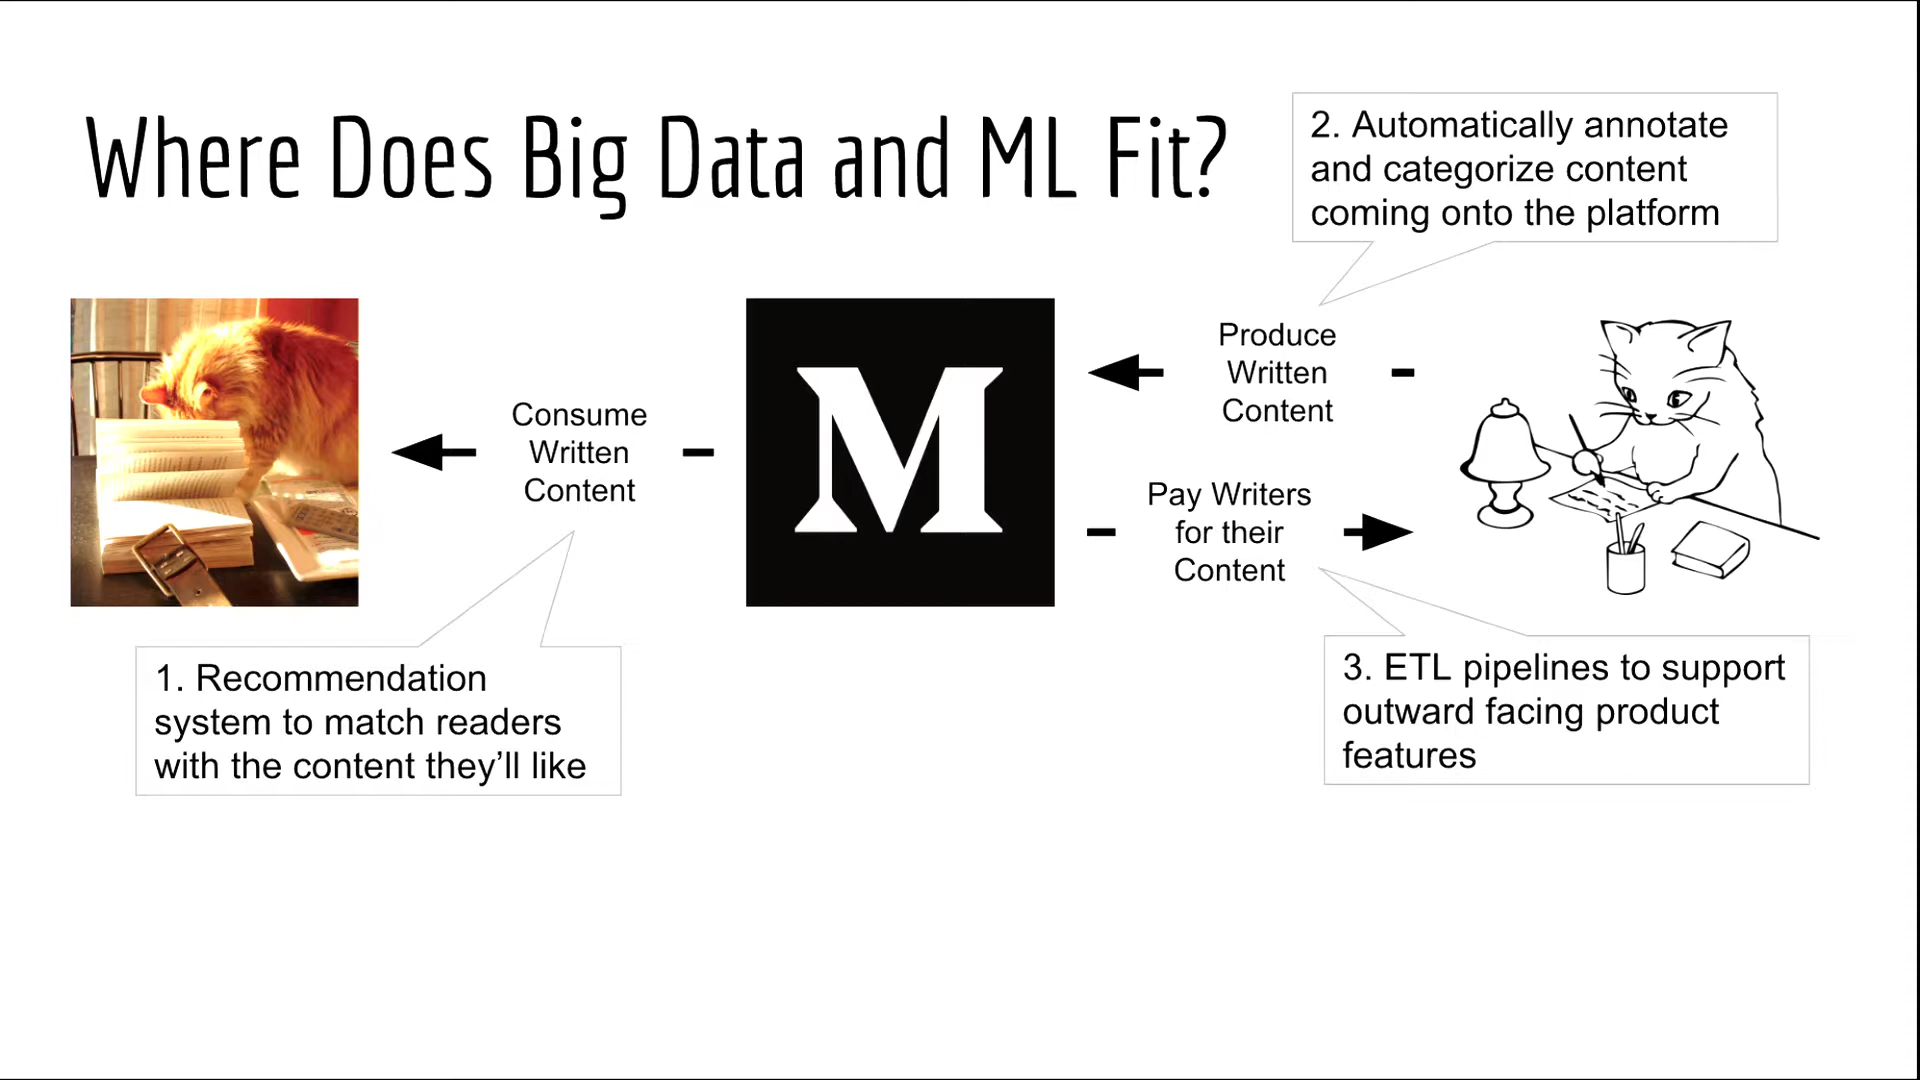 Where Does Big Data and ML Fit?
2. Automatically annotate
and categorize content
coming onto the platform
Consume
Written
Content
M
Produce
Written
Content
Pay Writers
for their
Content
1. Recommendation
system to match readers
with the content they'll like
3. ETL pipelines to support
outward facing product
features